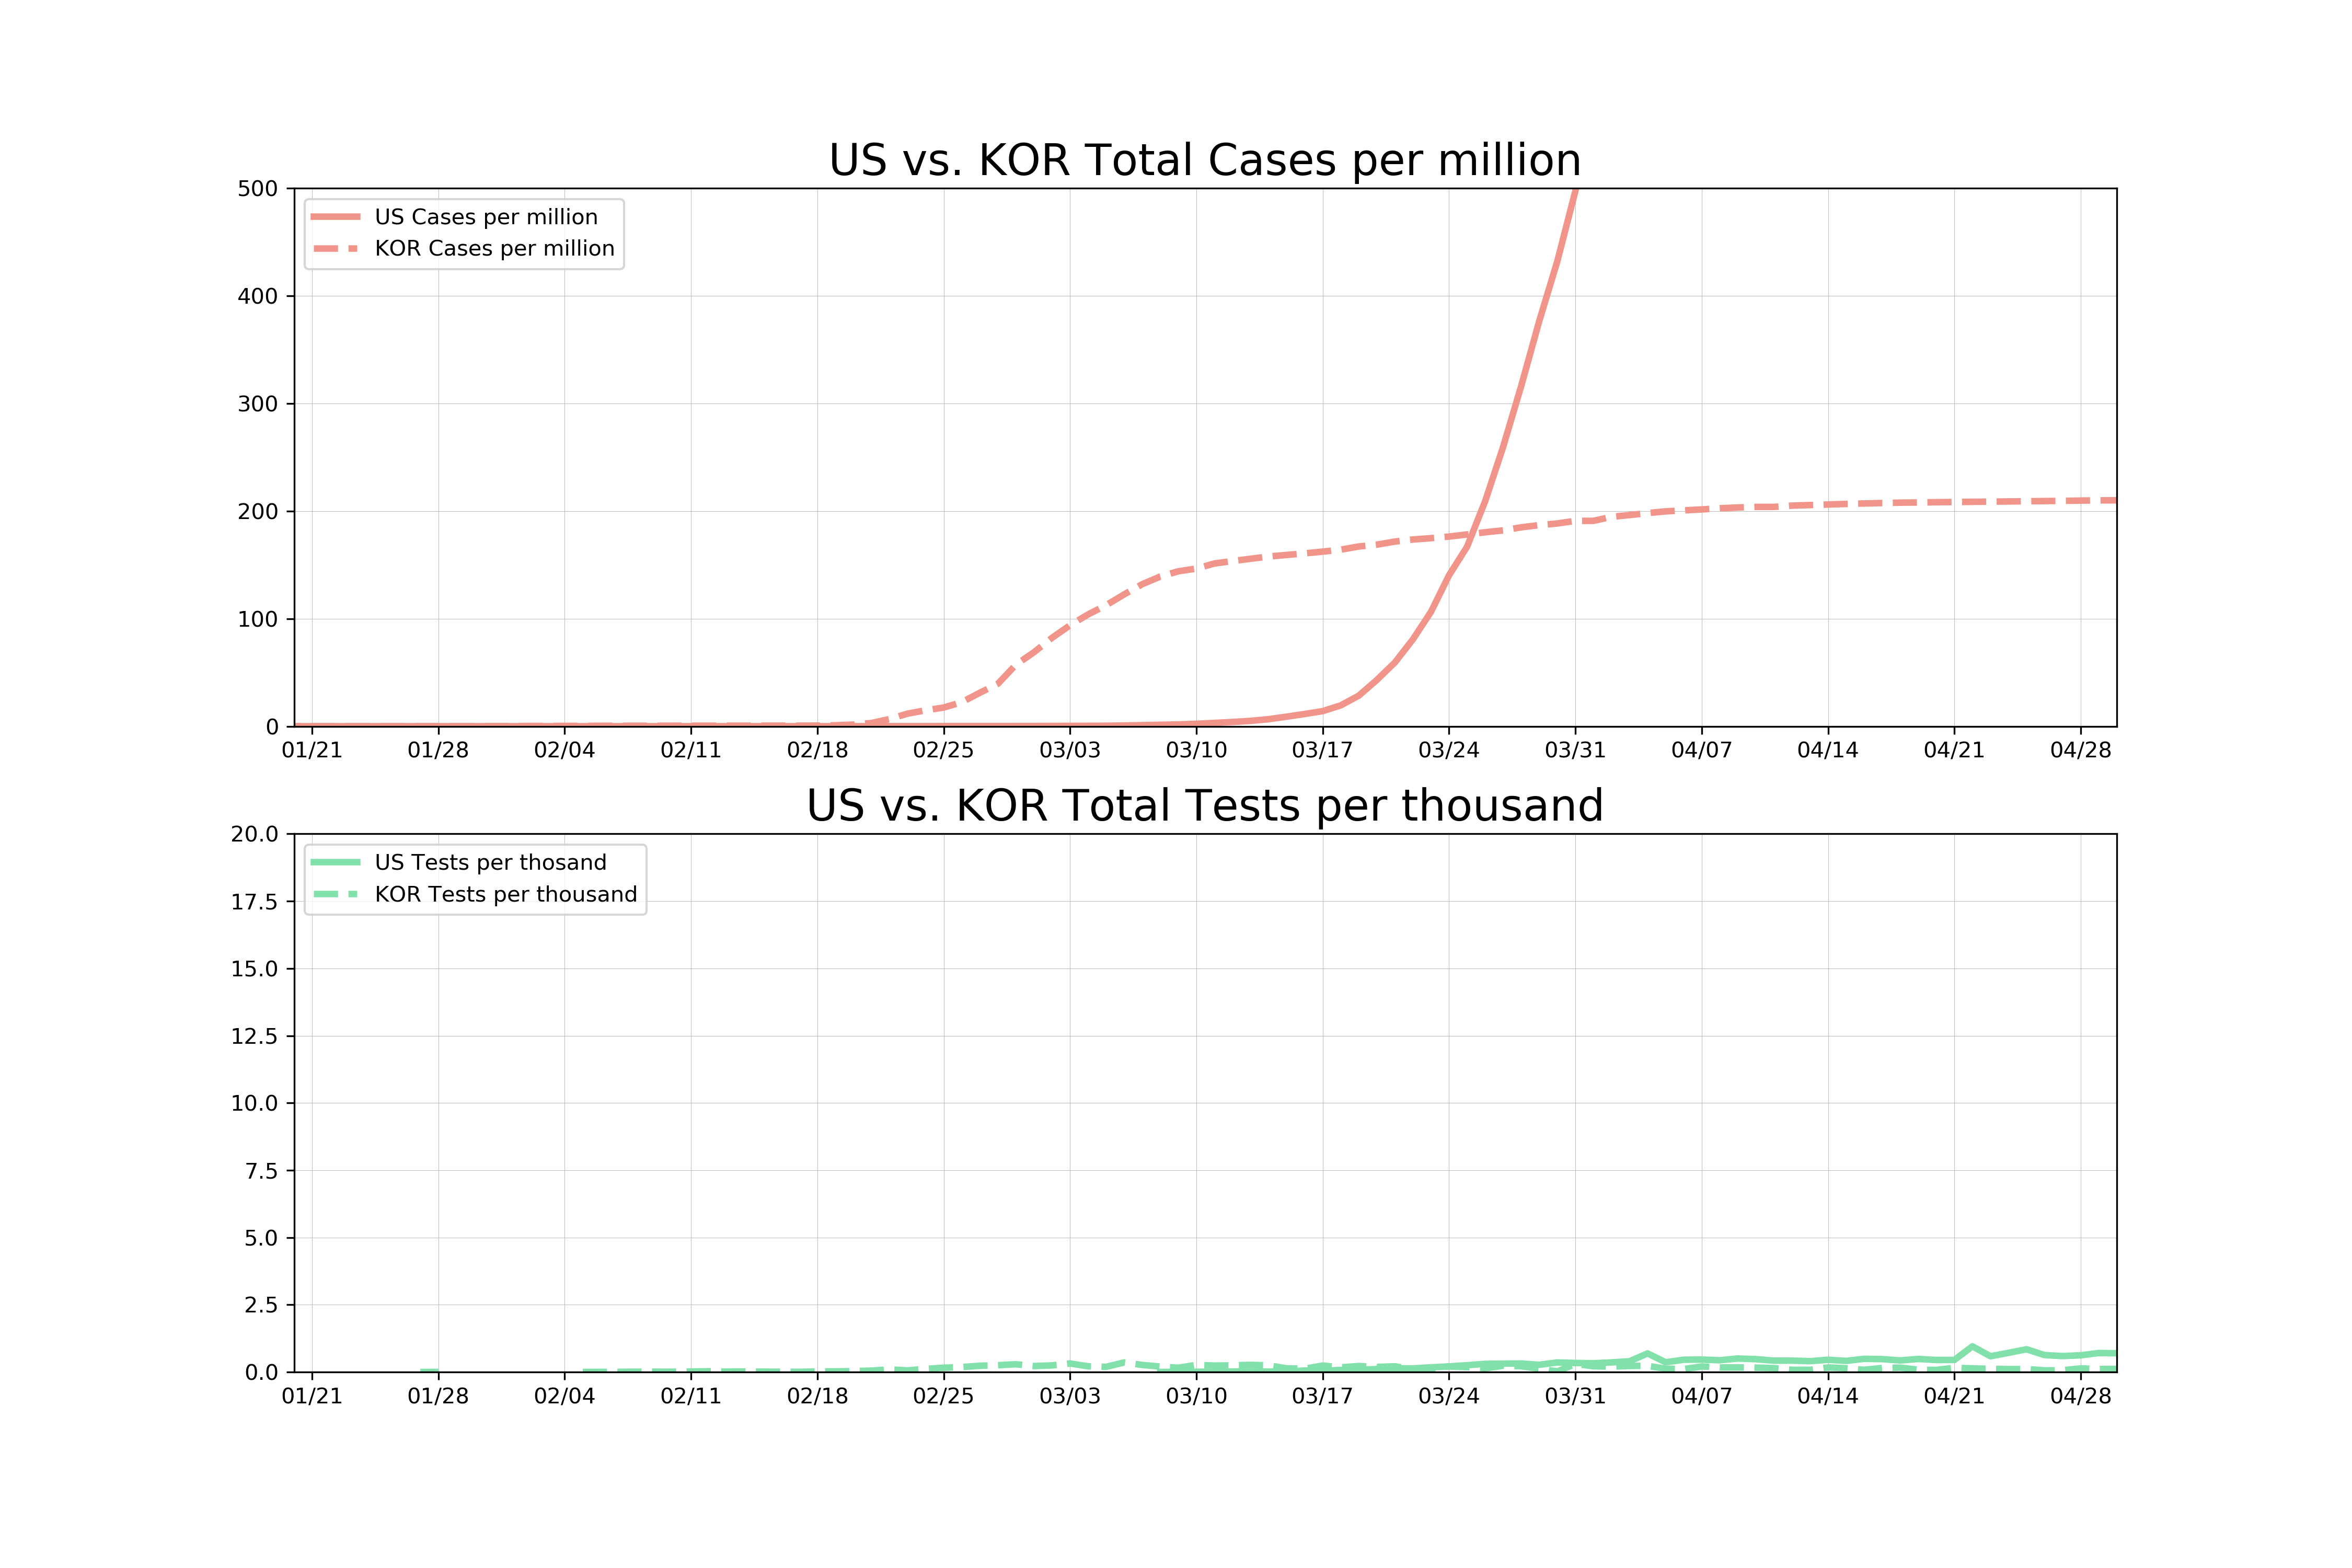 US vs. KOR Total Cases per million
500
400
300
200
100
0
US Cases per million
KOR Cases per million
01/21 01/28 02/04 02/11 02/18 02/25 03/03 03/10 03/17 03/24 03/31 04/07 04/14 04/21 04/28
US vs. KOR Total Tests per thousand
20.0
17.5
15.0
12.5
10.0
7.5
5.0
2.5
0.0
US Tests per thosand
KOR Tests per thousand
01/21 01/28 02/04 02/11 02/18 02/25 03/03 03/10 03/17 03/24 03/31 04/07 04/14 04/21 04/28